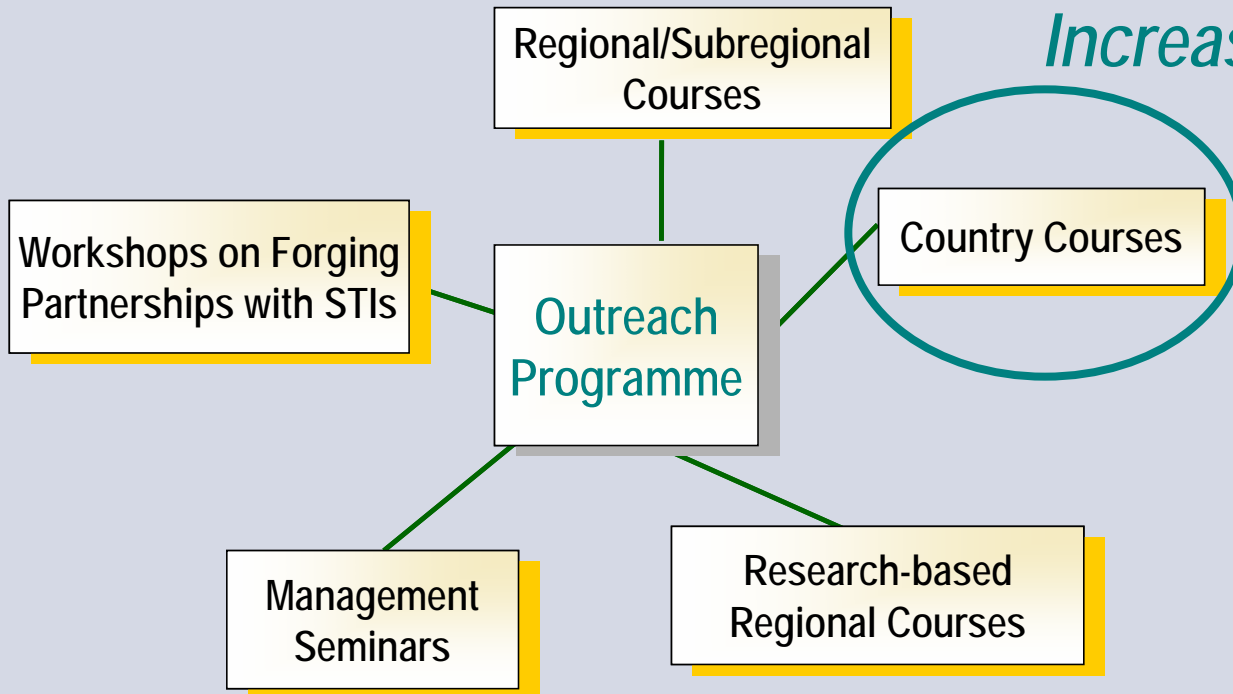 Increas
Regional/Subregional
Courses
Country Courses
Workshops on Forging
Partnerships with STIs
Outreach
Programme
Management
Seminars
Research-based
Regional Courses